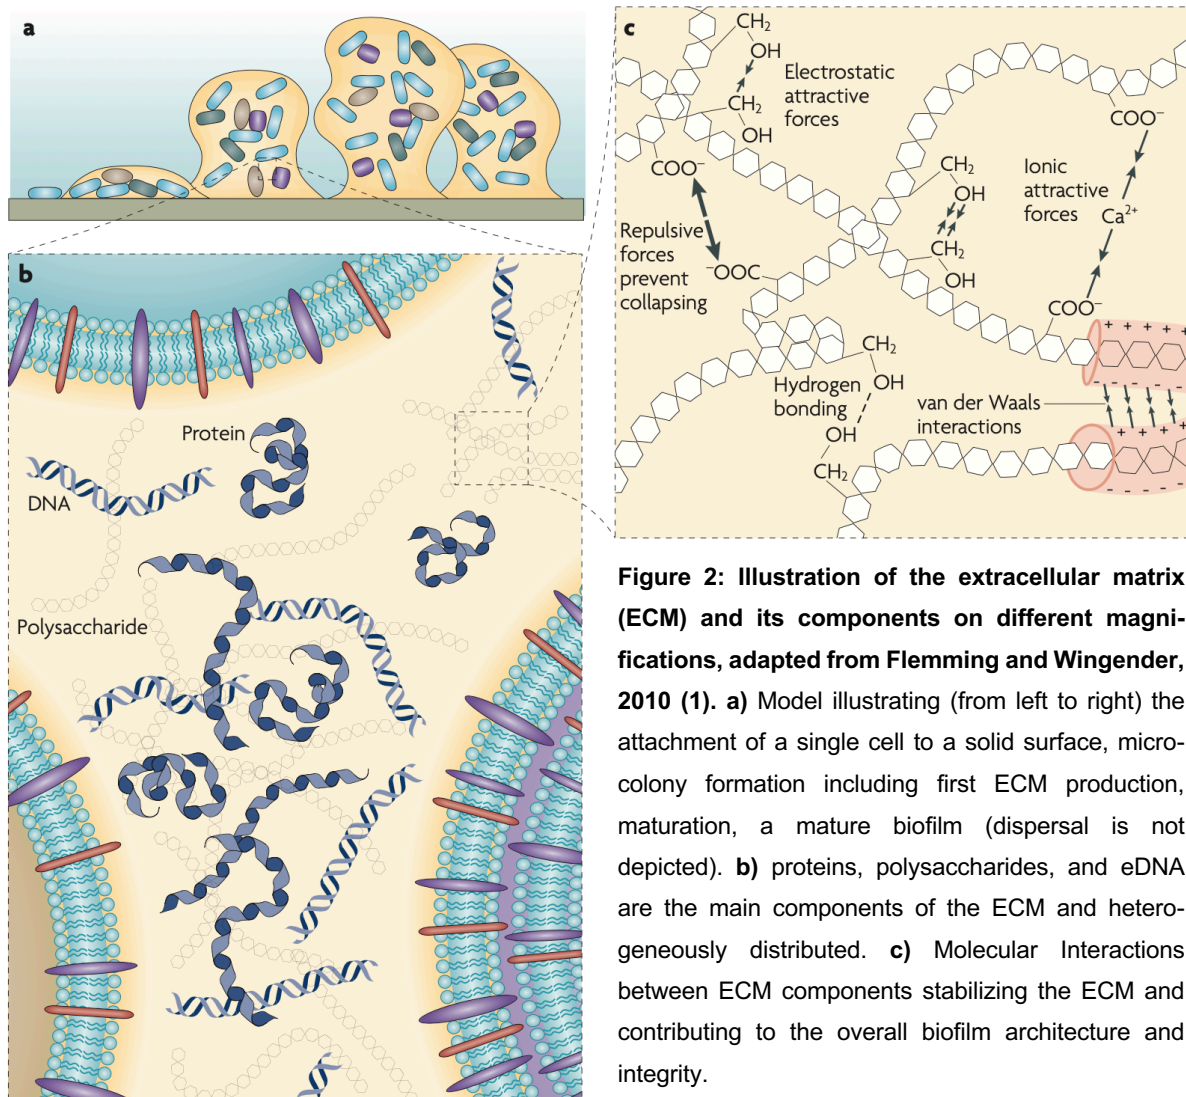 a
b
Protein
DNA
Polysaccharide
c
CH₂
OH
Electrostatic
attractive
forces
CH₂
OH
COO⁻
Repulsive
forces
prevent
collapsing
⁻OOC
CH₂
OH
CH₂
OH
COO⁻
Ionic
attractive
forces
Ca²⁺
COO⁻
CH₂
OH
Hydrogen
bonding
OH
CH₂
van der Waals
interactions
+ + + + +
- - - - -
+ + + + +
- - - - -
Figure 2: Illustration of the extracellular matrix
(ECM) and its components on different magni-
fications, adapted from Flemming and Wingender,
2010 (1). a) Model illustrating (from left to right) the
attachment of a single cell to a solid surface, micro-
colony formation including first ECM production,
maturation, a mature biofilm (dispersal is not
depicted). b) proteins, polysaccharides, and eDNA
are the main components of the ECM and hetero-
geneously distributed. c) Molecular Interactions
between ECM components stabilizing the ECM and
contributing to the overall biofilm architecture and
integrity.